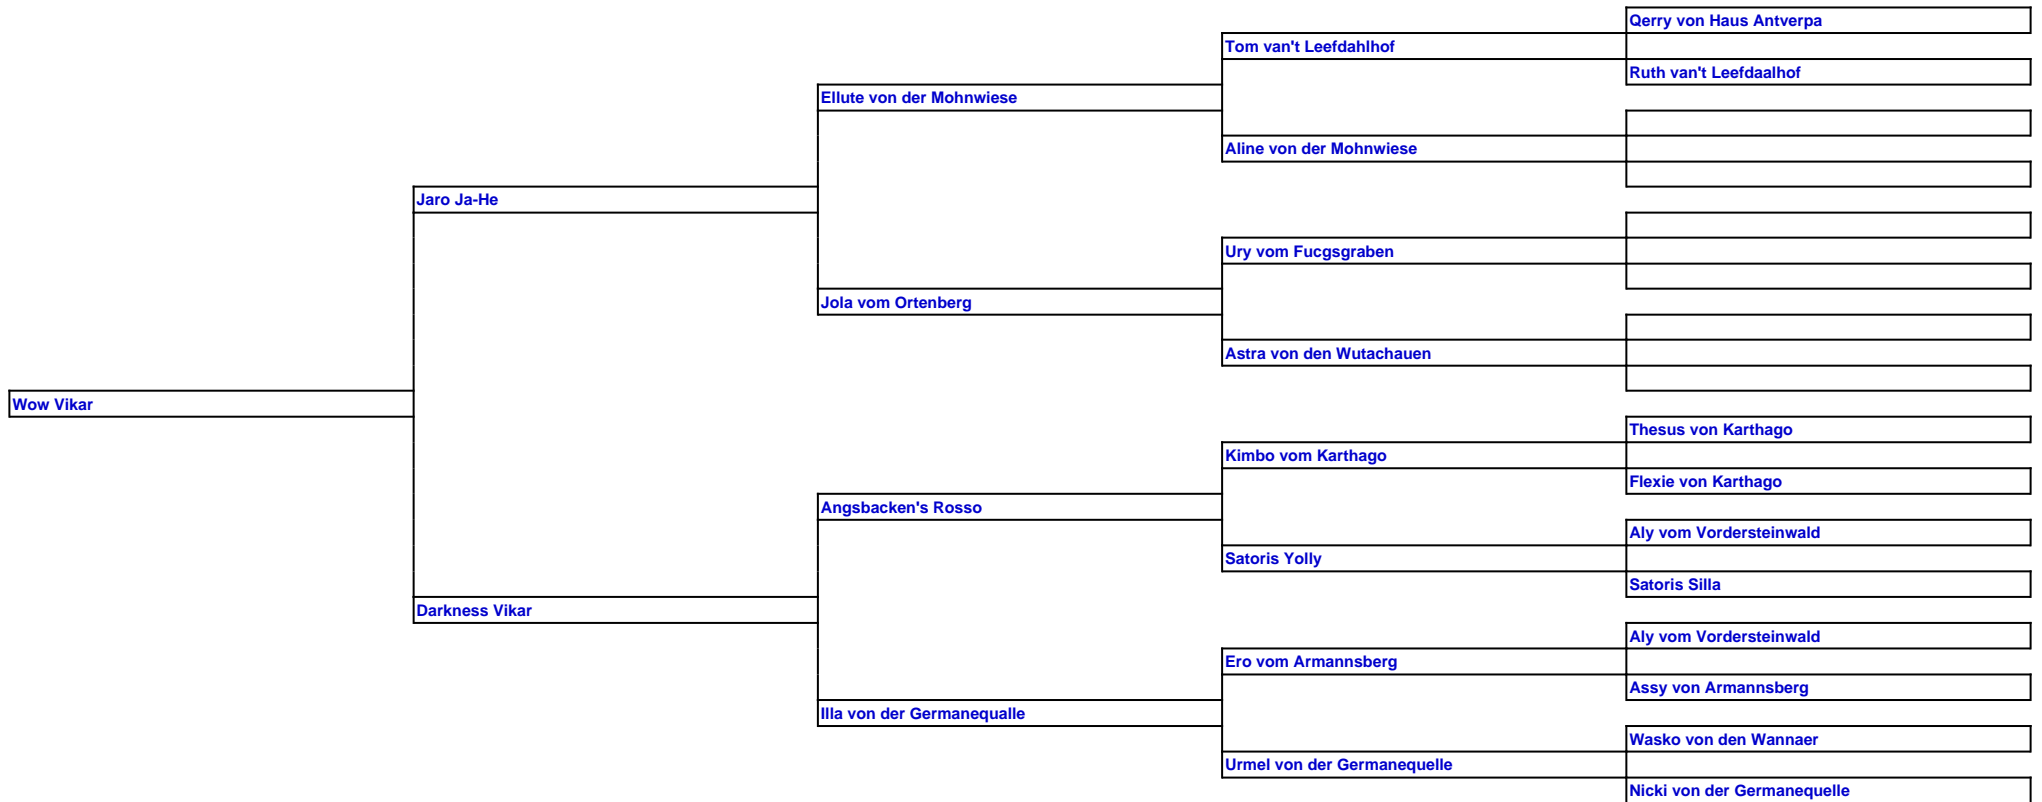 Qerry von Haus Antverpa
Tom van't Leefdahlhof
Ruth van't Leefdaalhof
Ellute von der Mohnwiese
Aline von der Mohnwiese
Jaro Ja-He
Ury vom Fucgsgraben
Jola vom Ortenberg
Astra von den Wutachauen
Wow Vikar
Thesus von Karthago
Kimbo vom Karthago
Flexie von Karthago
Angsbacken's Rosso
Aly vom Vordersteinwald
Satoris Yolly
Satoris Silla
Darkness Vikar
Aly vom Vordersteinwald
Ero vom Armannsberg
Assy von Armannsberg
Illa von der Germanequalle
Wasko von den Wannaer
Urmel von der Germanequelle
Nicki von der Germanequelle